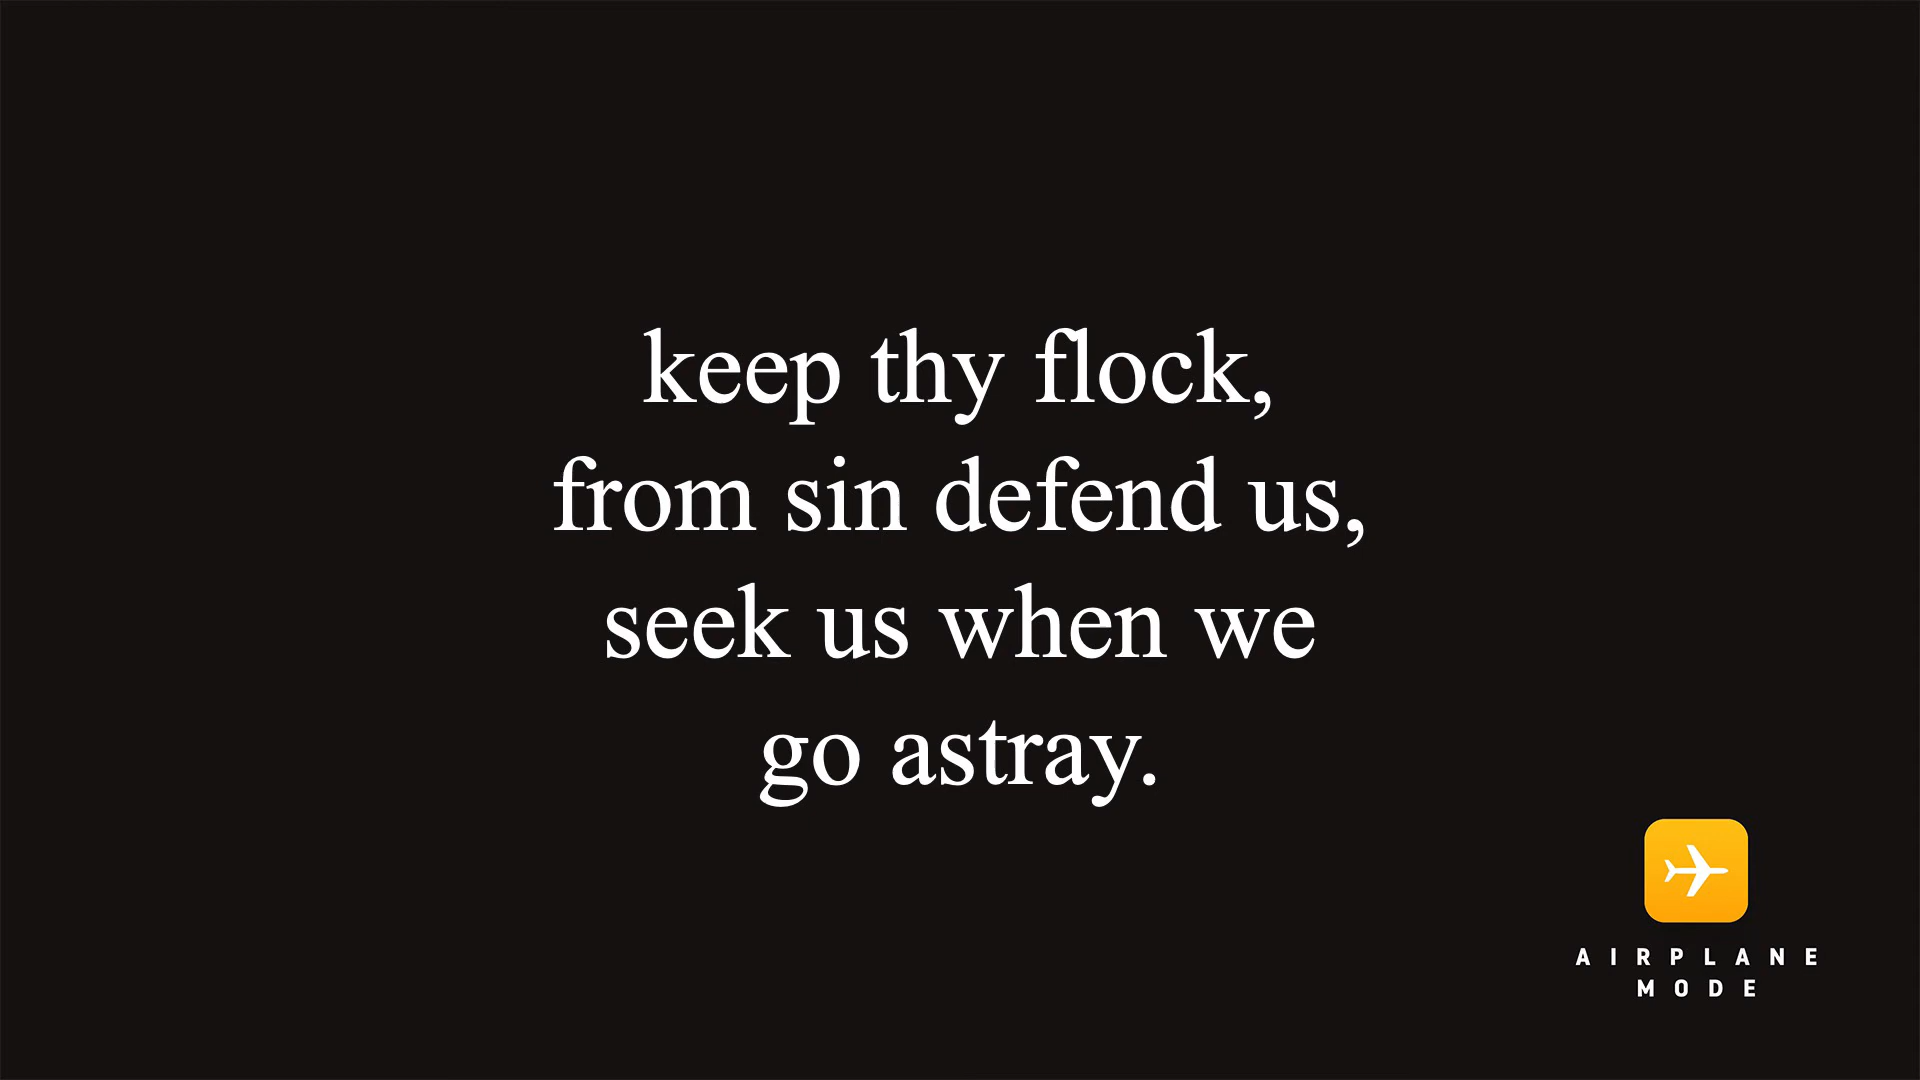 keep thy flock,
from sin defend us,
seek us when we
go astray.
AIRPLANE
MODE